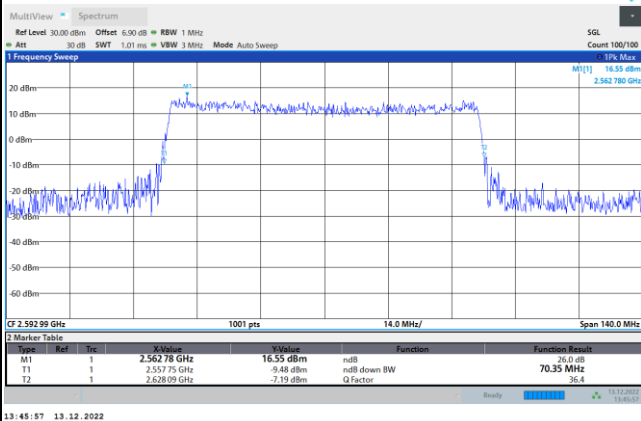 MultiView Spectrum
Ref Level 30.00 dBm Offset 6.90 dB RBW 1 MHz SGL
Att 30 dB SWT 1.01 ms VBW 3 MHz Mode Auto Sweep Count 100/100
1 Frequency Sweep 1Pk Max
M1[1] 16.55 dBm
2.562 780 GHz
M1
20 dBm
10 dBm
0 dBm
-10 dBm
-20 dBm
-30 dBm
-40 dBm
-50 dBm
-60 dBm
CF 2.592 99 GHz 1001 pts 14.0 MHz/ Span 140.0 MHz
2 Marker Table
Type Ref Trc X-Value Y-Value Function Function Result
M1 1 2.562 78 GHz 16.55 dBm ndB 26.0 dB
T1 1 2.557 75 GHz -9.48 dBm ndB down BW 70.35 MHz
T2 1 2.628 09 GHz -7.19 dBm Q Factor 36.4
Ready 13.12.2022
13:45:57
13:45:57 13.12.2022